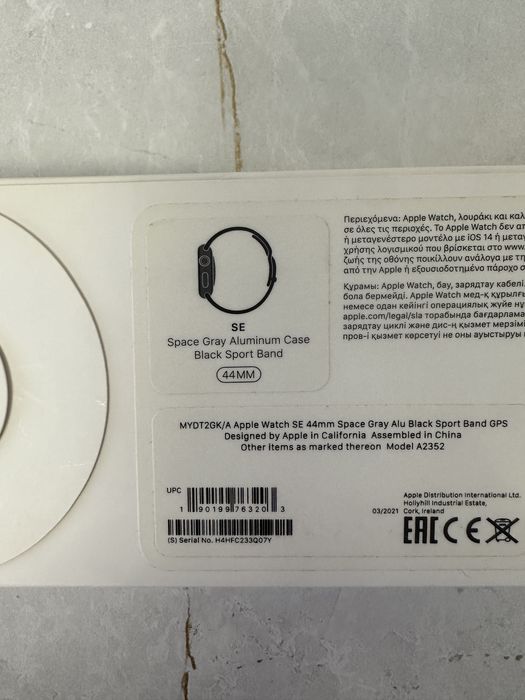 Περιεχόμενα: Apple Watch, λουράκι και καλ
σε όλες τις περιοχές. Το Apple Watch δεν απ
ή μεταγενέστερο μοντέλο με iOS 14 ή μεταγ
χρήσης λογισμικού που βρίσκεται στο www.
ζωής της οθόνης ποικίλλουν ανάλογα με τη
από την Apple ή εξουσιοδοτημένο πάροχο σ
Құрамы: Apple Watch, бау, зарядтау кабелі.
бола бермейді. Apple Watch мед-қ құрылғы
немесе одан кейінгі операциялық жүйе нұ
apple.com/legal/sla торабында бағдарлама
зарядтау циклі және дис-ң қызмет мерзімі
пров-і қызмет көрсетуі не оны ауыстыруы м
SE
Space Gray Aluminum Case
Black Sport Band
44MM
MYDT2GK/A Apple Watch SE 44mm Space Gray Alu Black Sport Band GPS
Designed by Apple in California Assembled in China
Other items as marked thereon Model A2352
UPC
1 90199 76320 3
(S) Serial No. H4HFC233Q07Y
Apple Distribution International Ltd.
Hollyhill Industrial Estate,
03/2021 Cork, Ireland
EAC CE